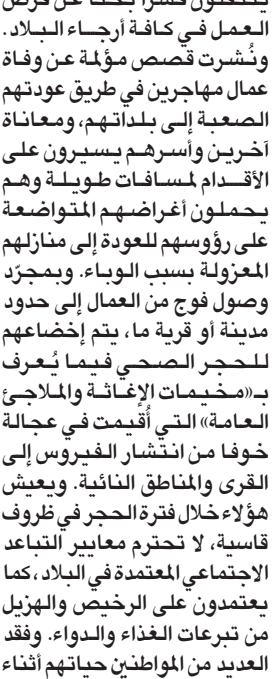 يتنقلون قسرا بحثا عن فرص
العمل في كافة أرجاء البلاد.
ونُشرت قصص مؤلمة عن وفاة
عمال مهاجرين في طريق عودتهم
الصعبة إلى بلداتهم، ومعاناة
آخرين وأسرهم يسيرون على
الأقدام لمسافات طويلة وهم
يحملون أغراضهم المتواضعة
على رؤوسهم للعودة إلى منازلهم
المعزولة بسبب الوباء. وبمجرّد
وصول فوج من العمال إلى حدود
مدينة أو قرية ما، يتم إخضاعهم
للحجر الصحي فيما يُعرف
بـ«مخيمات الإغاثة والملاجئ
العامة» التي أُقيمت في عجالة
خوفا من انتشار الفيروس إلى
القرى والمناطق النائية. ويعيش
هؤلاء خلال فترة الحجر في ظروف
قاسية، لا تحترم معايير التباعد
الاجتماعي المعتمدة في البلاد، كما
يعتمدون على الرخيص والهزيل
من تبرعات الغذاء والدواء. وفقد
العديد من المواطنين حياتهم أثناء